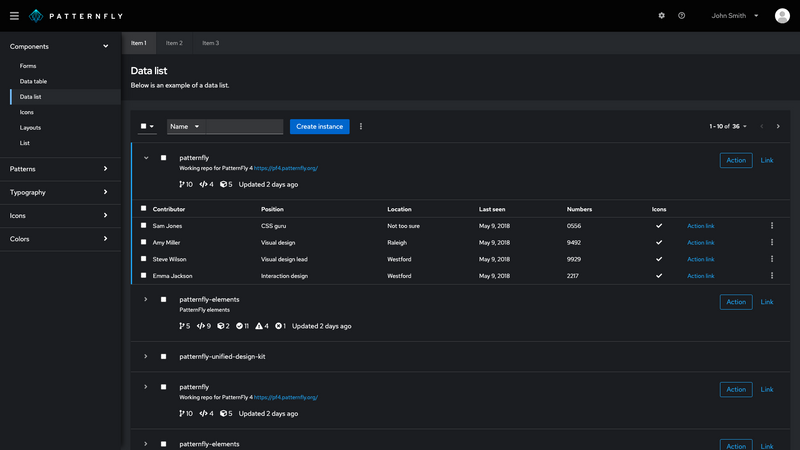 PATTERNFLY
John Smith
Components
Forms
Data table
Data list
Icons
Layouts
List
Patterns
Typography
Icons
Colors
Item 1 Item 2 Item 3
Data list
Below is an example of a data list.
Name Create instance 1 - 10 of 36
patternfly
Working repo for PatternFly 4 https://pf4.patternfly.org/
10 4 5 Updated 2 days ago
Action Link
Contributor Position Location Last seen Numbers Icons
Sam Jones CSS guru Not too sure May 9, 2018 0556 Action link
Amy Miller Visual design Raleigh May 9, 2018 9492 Action link
Steve Wilson Visual design lead Westford May 9, 2018 9929 Action link
Emma Jackson Interaction design Westford May 9, 2018 2217 Action link
patternfly-elements
PatternFly elements
5 9 2 11 4 1 Updated 2 days ago
Action Link
patternfly-unified-design-kit
patternfly
Working repo for PatternFly 4 https://pf4.patternfly.org/
10 4 5 Updated 2 days ago
Action Link
patternfly-elements
Action Link